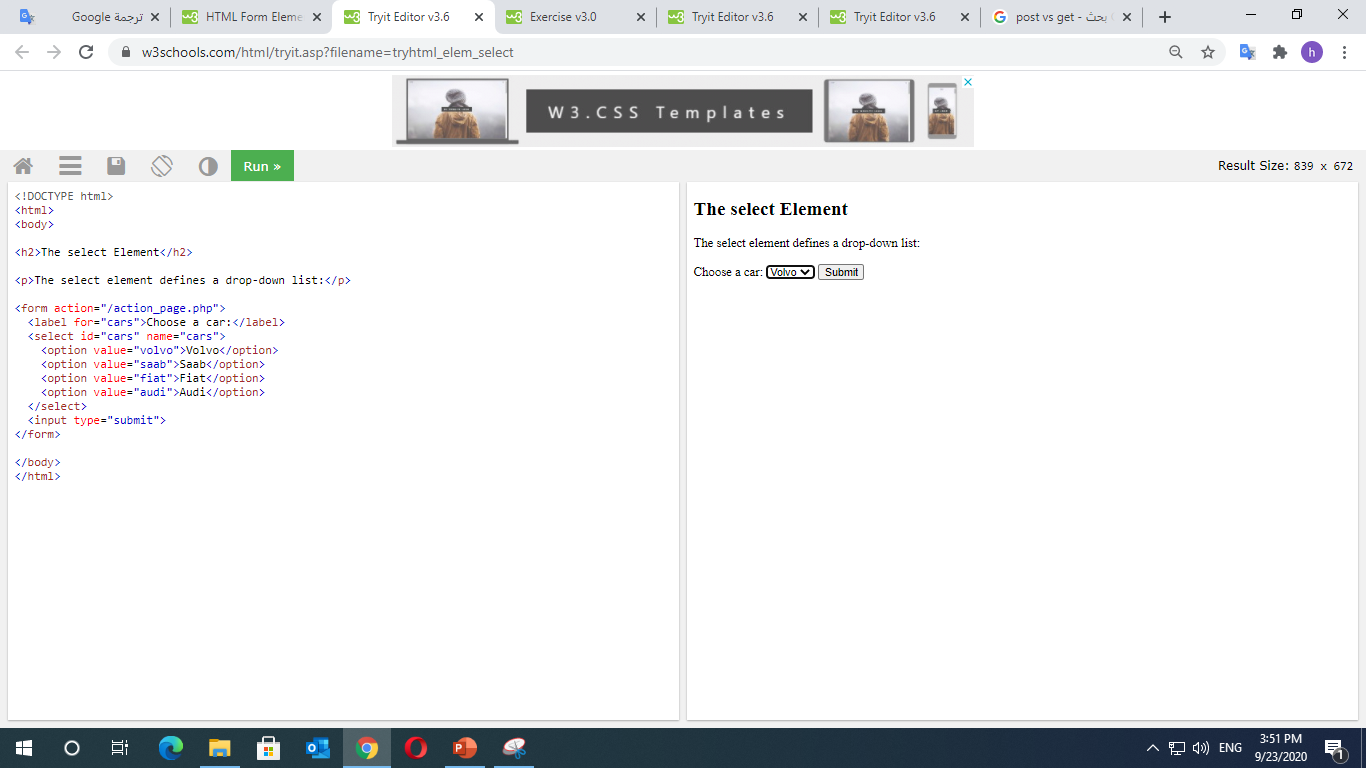 ترجمة Google
HTML Form Eleme
Tryit Editor v3.6
Exercise v3.0
Tryit Editor v3.6
Tryit Editor v3.6
post vs get - بحث
w3schools.com/html/tryit.asp?filename=tryhtml_elem_select
h
W3.CSS Templates
Run »
Result Size: 839 x 672
<!DOCTYPE html>
<html>
<body>
<h2>The select Element</h2>
<p>The select element defines a drop-down list:</p>
<form action="/action_page.php">
<label for="cars">Choose a car:</label>
<select id="cars" name="cars">
<option value="volvo">Volvo</option>
<option value="saab">Saab</option>
<option value="fiat">Fiat</option>
<option value="audi">Audi</option>
</select>
<input type="submit">
</form>
</body>
</html>
The select Element
The select element defines a drop-down list:
Choose a car: Volvo Submit
ENG
3:51 PM
9/23/2020
1